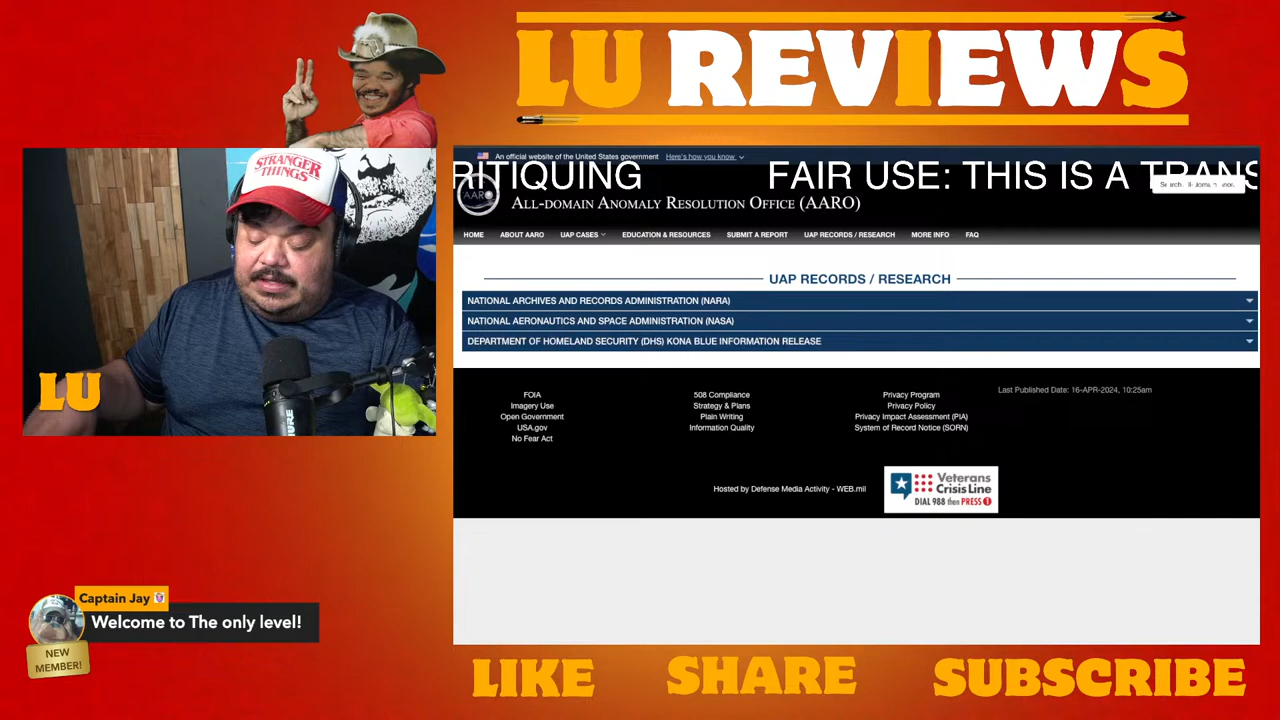 LU REVIEWS
STRANGER
THINGS
LU
SHURE
An official website of the United States government Here's how you know
RITIQUING FAIR USE: THIS IS A TRANS
AARO
ALL-DOMAIN ANOMALY RESOLUTION OFFICE (AARO)
HOME ABOUT AARO UAP CASES EDUCATION & RESOURCES SUBMIT A REPORT UAP RECORDS / RESEARCH MORE INFO FAQ
UAP RECORDS / RESEARCH
NATIONAL ARCHIVES AND RECORDS ADMINISTRATION (NARA)
NATIONAL AERONAUTICS AND SPACE ADMINISTRATION (NASA)
DEPARTMENT OF HOMELAND SECURITY (DHS) KONA BLUE INFORMATION RELEASE
FOIA
Imagery Use
Open Government
USA.gov
No Fear Act
508 Compliance
Strategy & Plans
Plain Writing
Information Quality
Privacy Program
Privacy Policy
Privacy Impact Assessment (PIA)
System of Record Notice (SORN)
Last Published Date: 16-APR-2024, 10:25am
Hosted by Defense Media Activity - WEB.mil
Veterans
Crisis Line
DIAL 988 then PRESS 1
Captain Jay
Welcome to The only level!
NEW
MEMBER!
LIKE SHARE SUBSCRIBE